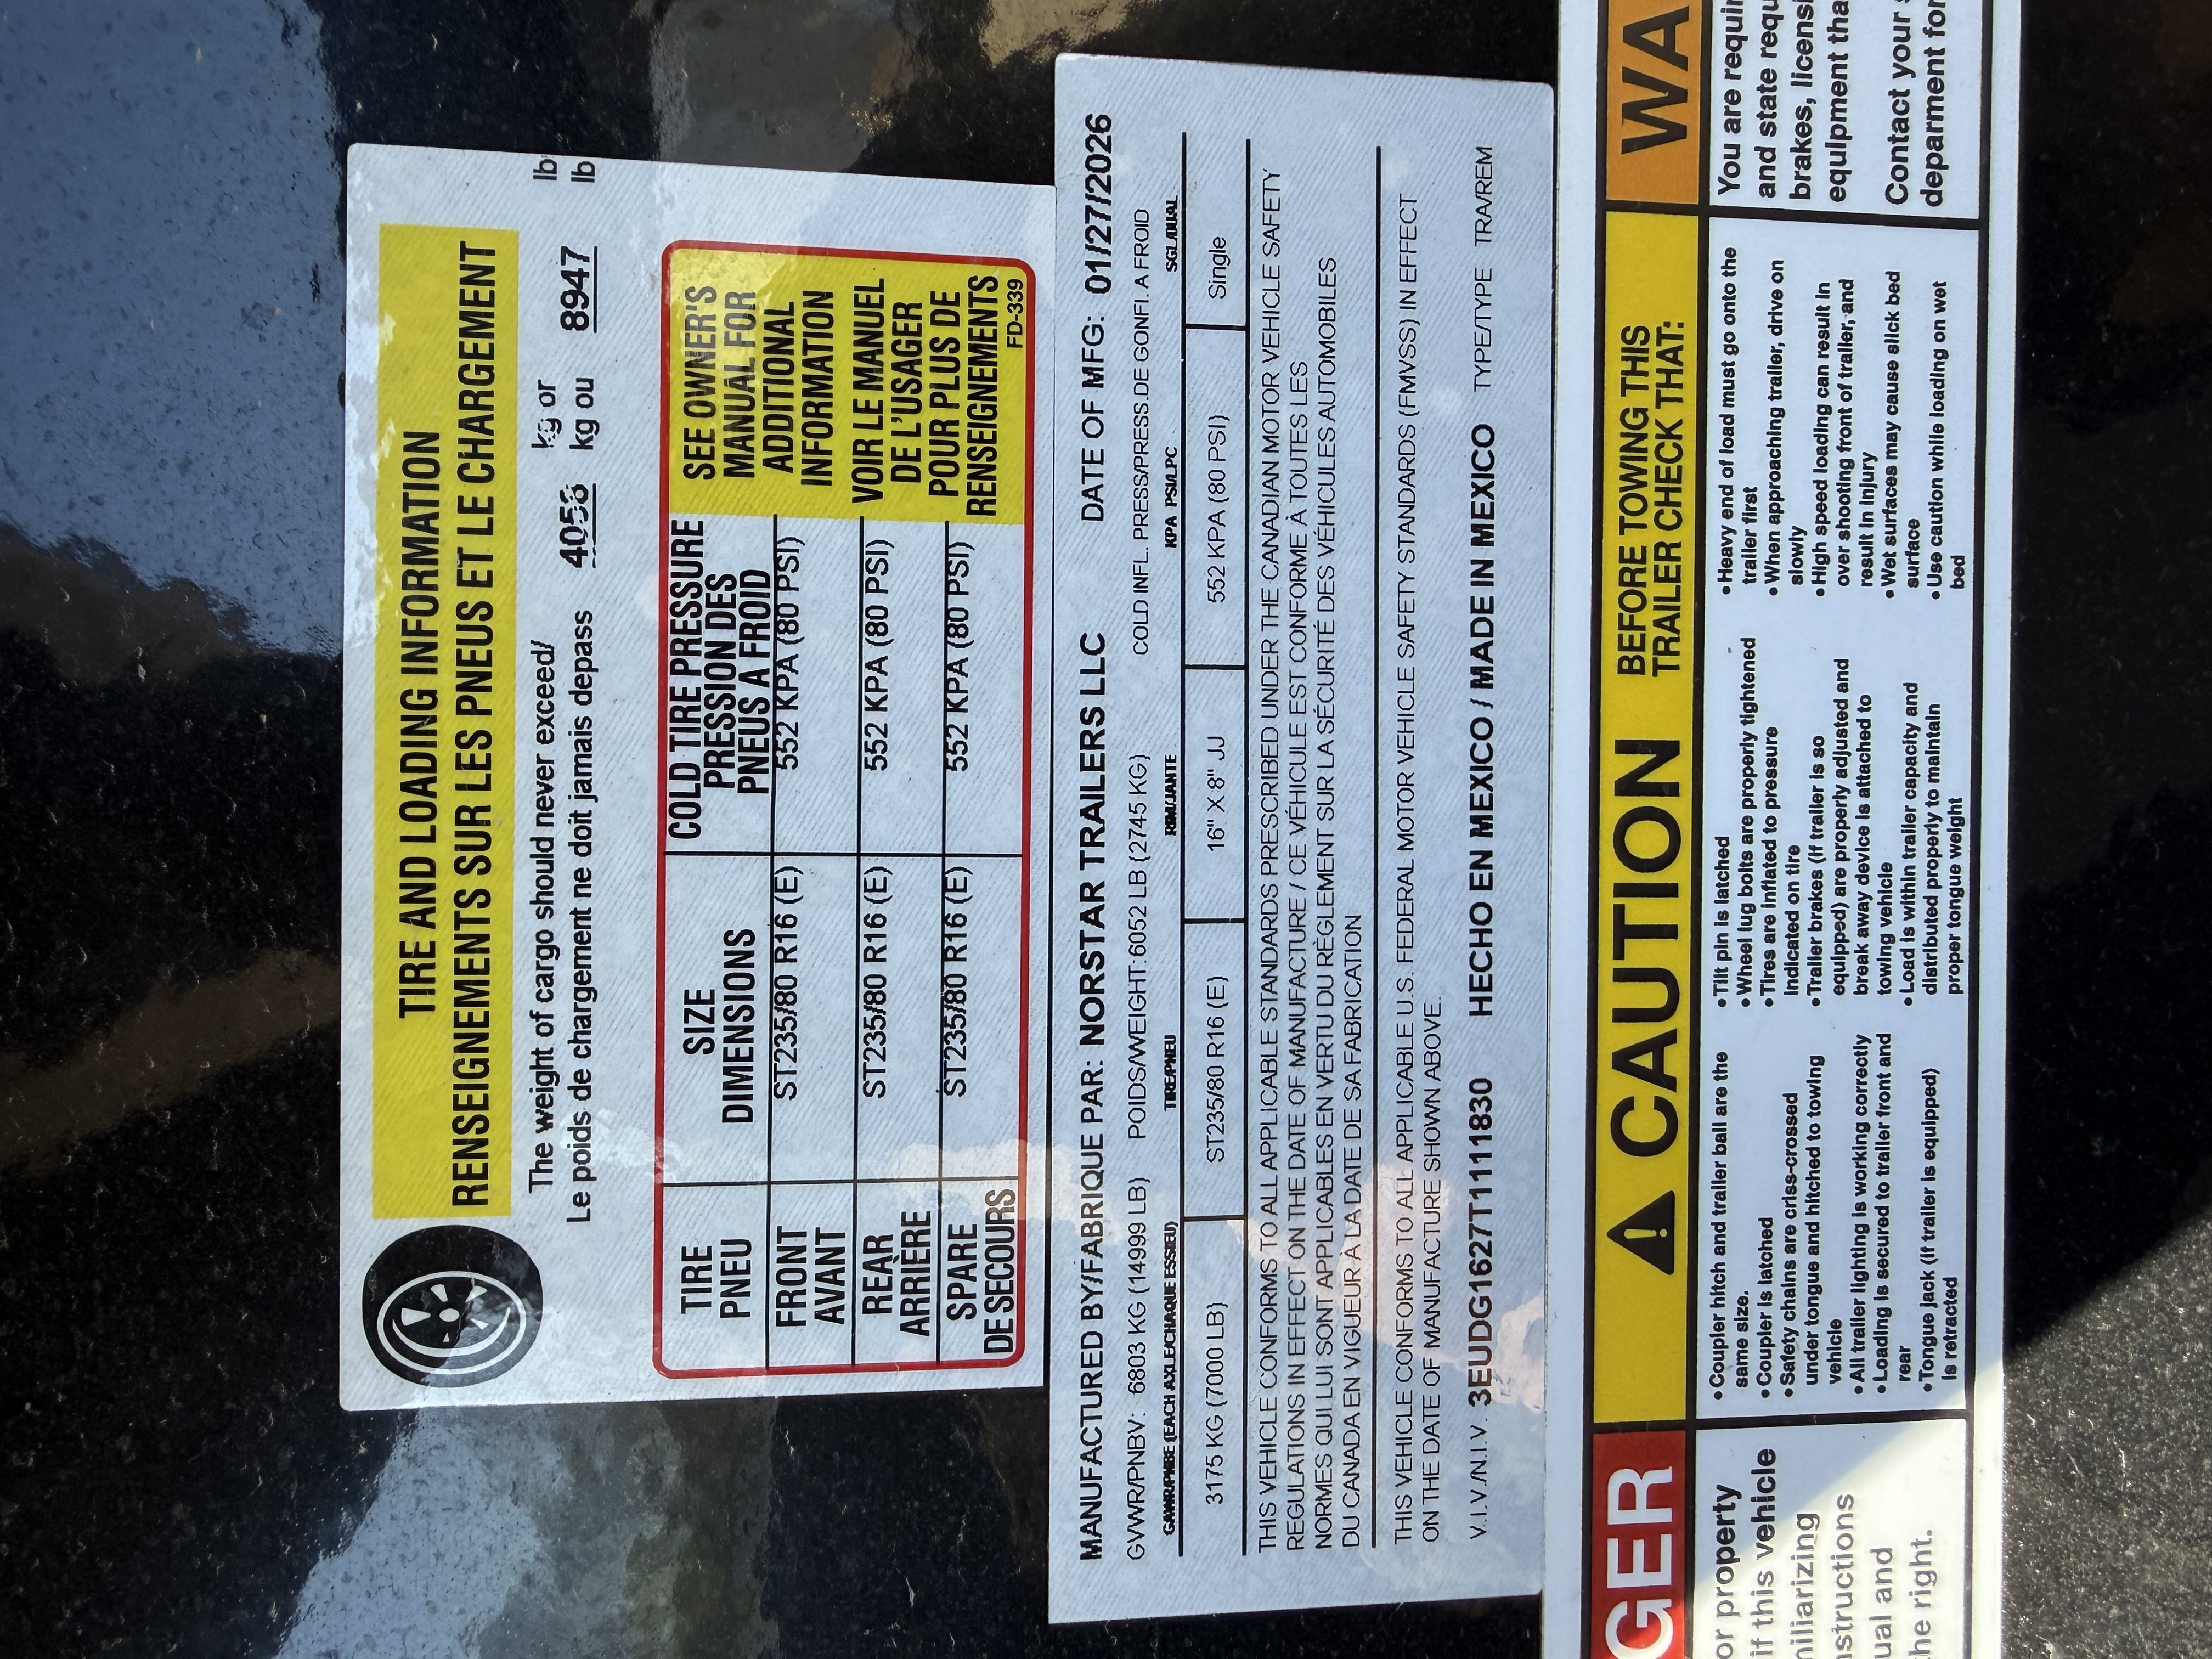 TIRE AND LOADING INFORMATION
RENSEIGNEMENTS SUR LES PNEUS ET LE CHARGEMENT
The weight of cargo should never exceed/ kg or lb
Le poids de chargement ne doit jamais depass 4058 kg ou 8947 lb
TIRE
PNEU
SIZE
DIMENSIONS
COLD TIRE PRESSURE
PRESSION DES
PNEUS A FROID
SEE OWNER'S
MANUAL FOR
ADDITIONAL
INFORMATION
VOIR LE MANUEL
DE L'USAGER
POUR PLUS DE
RENSEIGNEMENTS
FD-339
FRONT
AVANT
ST235/80 R16 (E)
552 KPA (80 PSI)
REAR
ARRIÈRE
ST235/80 R16 (E)
552 KPA (80 PSI)
SPARE
DE SECOURS
ST235/80 R16 (E)
552 KPA (80 PSI)
MANUFACTURED BY/FABRIQUE PAR: NORSTAR TRAILERS LLC DATE OF MFG: 01/27/2026
GVWR/PNBV: 6803 KG (14999 LB) POIDS/WEIGHT:6052 LB (2745 KG) COLD INFL. PRESS/PRESS.DE GONFI. A FROID
GAWR/PNBE (EACH AXLE/CHAQUE ESSIEU) TIRE/PNEU RIM/JANTE KPA PSI/LPC SGL/DUAL
3175 KG (7000 LB) ST235/80 R16 (E) 16" X 8" JJ 552 KPA (80 PSI) Single
THIS VEHICLE CONFORMS TO ALL APPLICABLE STANDARDS PRESCRIBED UNDER THE CANADIAN MOTOR VEHICLE SAFETY
REGULATIONS IN EFFECT ON THE DATE OF MANUFACTURE / CE VÉHICULE EST CONFORME À TOUTES LES
NORMES QUI LUI SONT APPLICABLES EN VERTU DU RÈGLEMENT SUR LA SÉCURITÉ DES VÉHICULES AUTOMOBILES
DU CANADA EN VIGUEUR A LA DATE DE SA FABRICATION
THIS VEHICLE CONFORMS TO ALL APPLICABLE U.S. FEDERAL MOTOR VEHICLE SAFETY STANDARDS (FMVSS) IN EFFECT
ON THE DATE OF MANUFACTURE SHOWN ABOVE.
V.I.V./N.I.V. 3EUDG1627T1111830 HECHO EN MEXICO / MADE IN MEXICO TYPE/TYPE TRA/REM
GER
or property
if this vehicle
miliarizing
nstructions
ual and
the right.
CAUTION
BEFORE TOWING THIS
TRAILER CHECK THAT:
• Coupler hitch and trailer ball are the
same size.
• Coupler is latched
• Safety chains are criss-crossed
under tongue and hitched to towing
vehicle
• All trailer lighting is working correctly
• Loading is secured to trailer front and
rear
• Tongue jack (if trailer is equipped)
is retracted
• Tilt pin is latched
• Wheel lug bolts are properly tightened
• Tires are inflated to pressure
indicated on tire
• Trailer brakes (if trailer is so
equipped) are properly adjusted and
break away device is attached to
towing vehicle
• Load is within trailer capacity and
distributed properly to maintain
proper tongue weight
• Heavy end of load must go onto the
trailer first
• When approaching trailer, drive on
slowly
• High speed loading can result in
over shooting front of trailer, and
result in injury
• Wet surfaces may cause slick bed
surface
• Use caution while loading on wet
bed
WA
You are requir
and state requ
brakes, licensi
equipment tha
Contact your s
deparment for